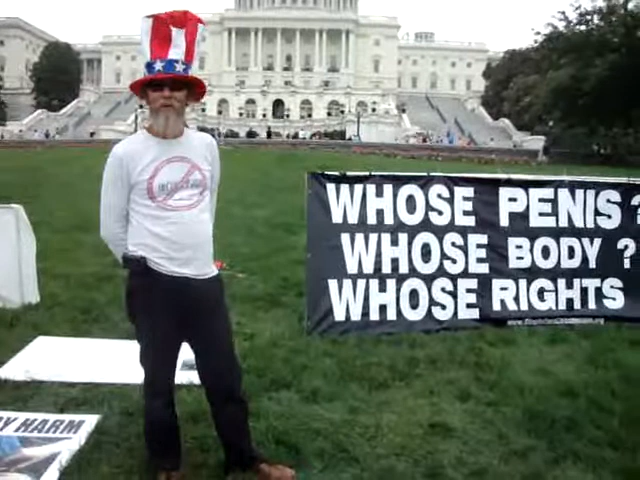 WHOSE PENIS ?
WHOSE BODY ?
WHOSE RIGHTS
Y HARM